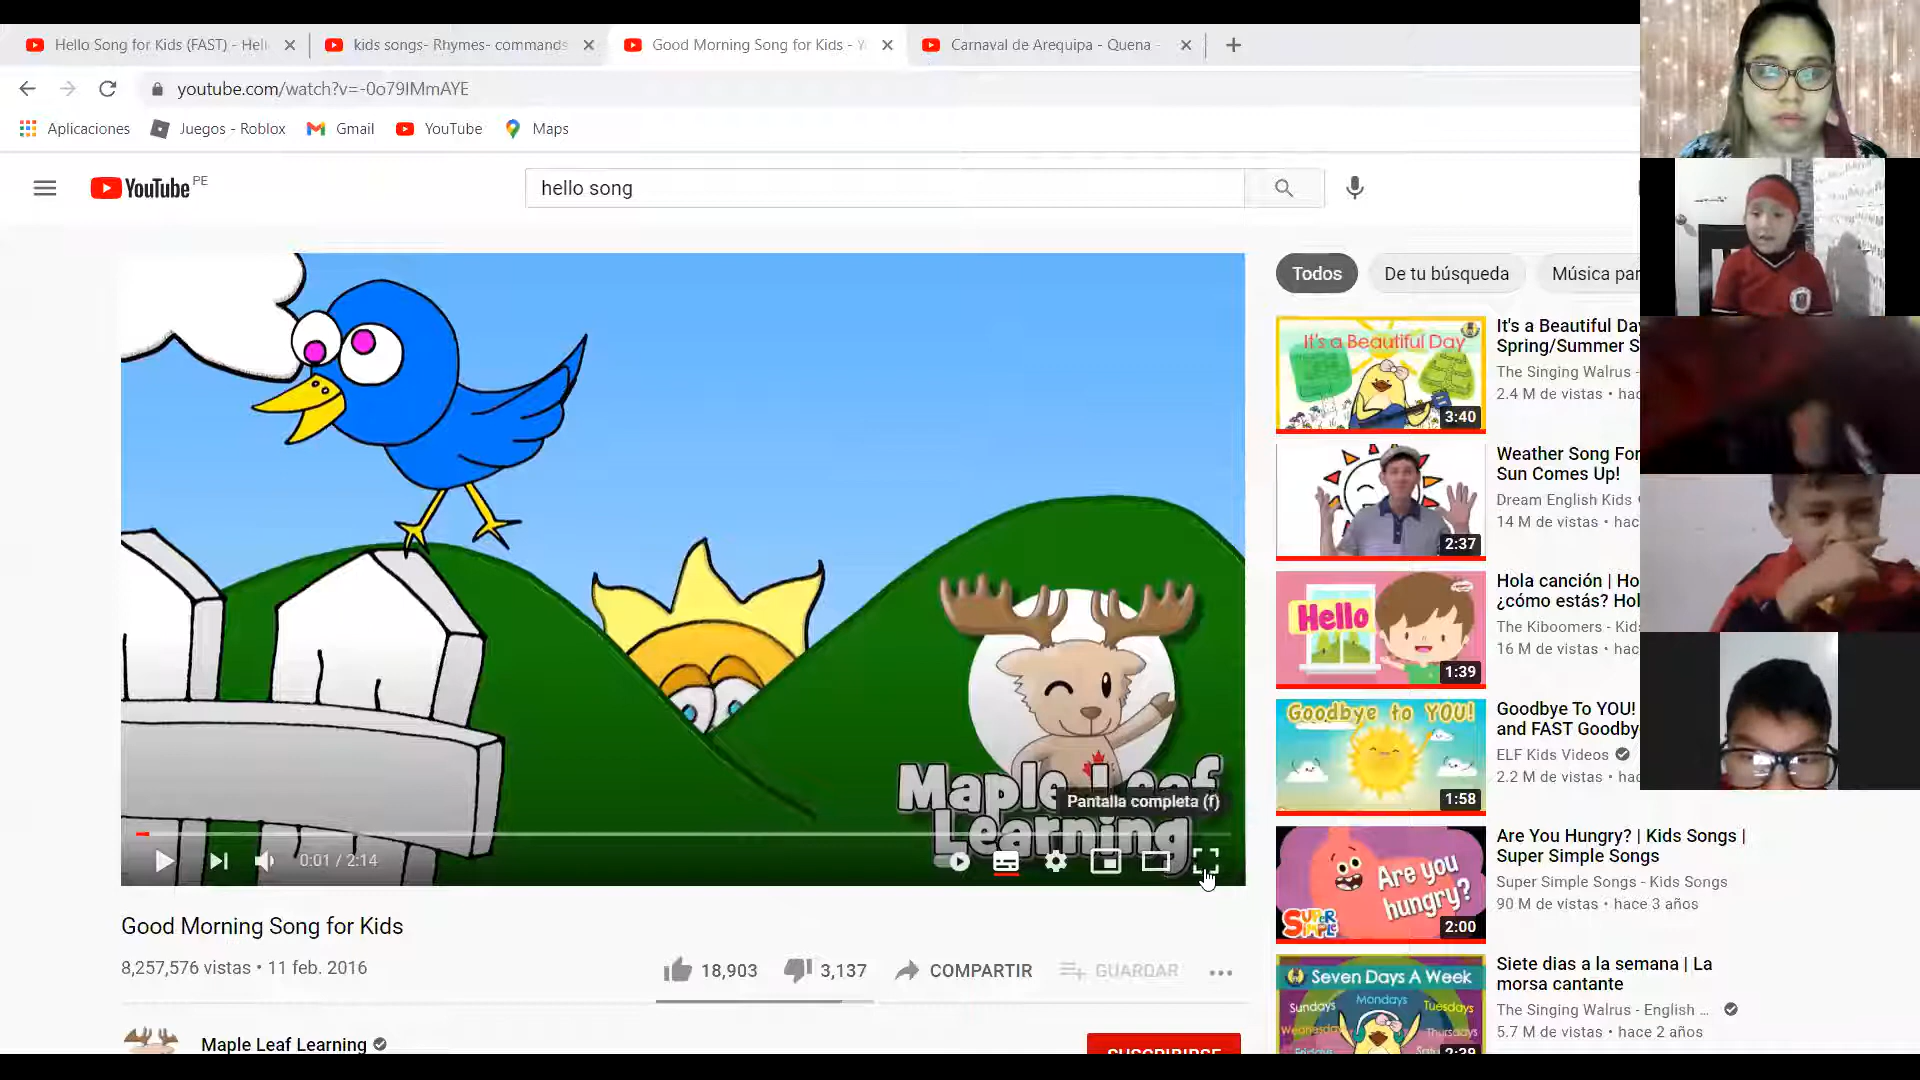 Hello Song for Kids (FAST) - Hell
kids songs- Rhymes- commands
Good Morning Song for Kids - Y
Carnaval de Arequipa - Quena -
youtube.com/watch?v=-0o79IMmAYE
Aplicaciones
Juegos - Roblox
Gmail
YouTube
Maps
YouTube PE
hello song
Todos
De tu búsqueda
Música par
It's a Beautiful Day
3:40
It's a Beautiful Day
Spring/Summer S
The Singing Walrus -
2.4 M de vistas • hac
2:37
Weather Song For
Sun Comes Up!
Dream English Kids
14 M de vistas • hac
Hello
1:39
Hola canción | Ho
¿cómo estás? Hol
The Kiboomers - Kid
16 M de vistas • hac
Goodbye to YOU!
1:58
Goodbye To YOU!
and FAST Goodby
ELF Kids Videos
2.2 M de vistas • hac
Are you
hungry?
SUPER
SIMPLE
2:00
Are You Hungry? | Kids Songs |
Super Simple Songs
Super Simple Songs - Kids Songs
90 M de vistas • hace 3 años
Seven Days A Week
Sundays
Mondays
Tuesdays
Wednesdays
Thursdays
Fridays
2:39
Siete dias a la semana | La
morsa cantante
The Singing Walrus - English ...
5.7 M de vistas • hace 2 años
Maple Leaf
Learning
Pantalla completa (f)
0:01 / 2:14
Good Morning Song for Kids
8,257,576 vistas • 11 feb. 2016
18,903
3,137
COMPARTIR
GUARDAR
Maple Leaf Learning
SUSCRIBIRSE